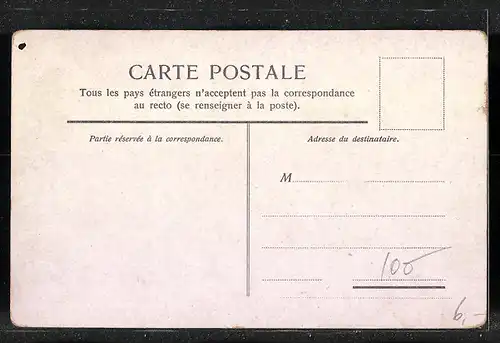 CARTE POSTALE
Tous les pays étrangers n'acceptent pas la correspondance
au recto (se renseigner à la poste).
Partie réservée à la correspondance.
Adresse du destinataire.
M
100
6,-